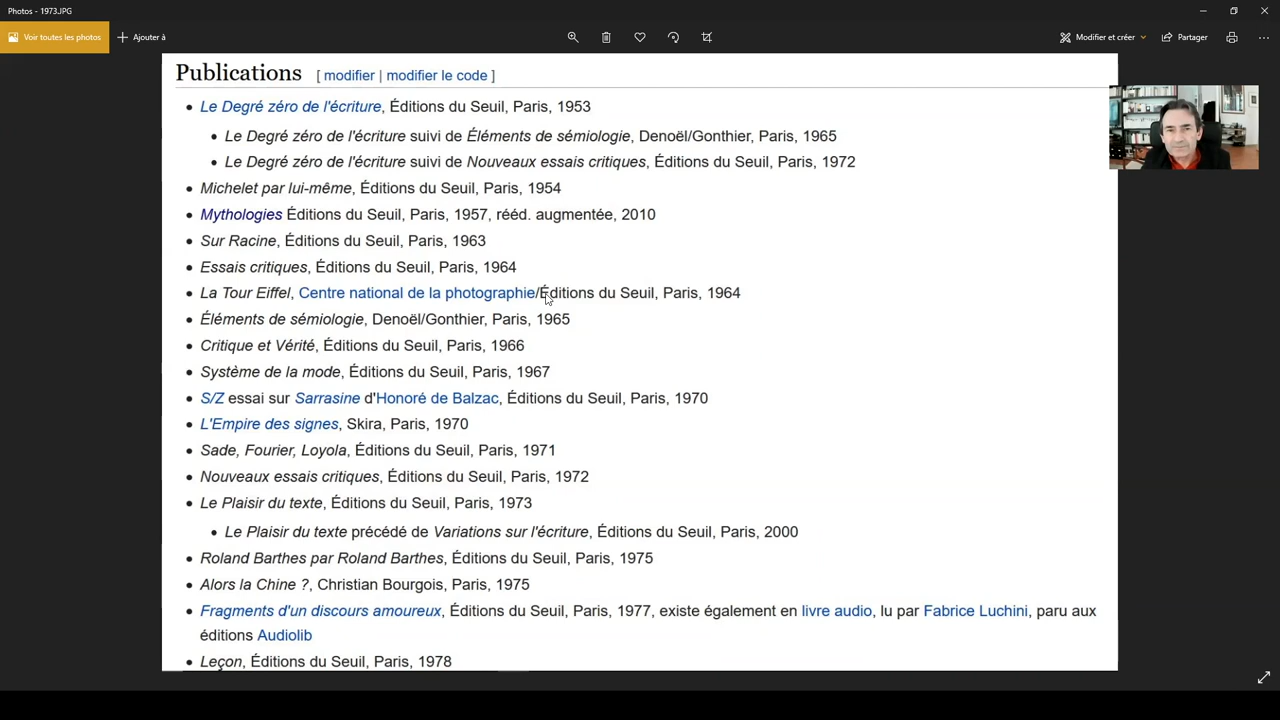 Photos - 1973.JPG
Voir toutes les photos
Ajouter à
Modifier et créer
Partager
Publications [ modifier | modifier le code ]
Le Degré zéro de l'écriture, Éditions du Seuil, Paris, 1953
Le Degré zéro de l'écriture suivi de Éléments de sémiologie, Denoël/Gonthier, Paris, 1965
Le Degré zéro de l'écriture suivi de Nouveaux essais critiques, Éditions du Seuil, Paris, 1972
Michelet par lui-même, Éditions du Seuil, Paris, 1954
Mythologies Éditions du Seuil, Paris, 1957, rééd. augmentée, 2010
Sur Racine, Éditions du Seuil, Paris, 1963
Essais critiques, Éditions du Seuil, Paris, 1964
La Tour Eiffel, Centre national de la photographie/Éditions du Seuil, Paris, 1964
Éléments de sémiologie, Denoël/Gonthier, Paris, 1965
Critique et Vérité, Éditions du Seuil, Paris, 1966
Système de la mode, Éditions du Seuil, Paris, 1967
S/Z essai sur Sarrasine d'Honoré de Balzac, Éditions du Seuil, Paris, 1970
L'Empire des signes, Skira, Paris, 1970
Sade, Fourier, Loyola, Éditions du Seuil, Paris, 1971
Nouveaux essais critiques, Éditions du Seuil, Paris, 1972
Le Plaisir du texte, Éditions du Seuil, Paris, 1973
Le Plaisir du texte précédé de Variations sur l'écriture, Éditions du Seuil, Paris, 2000
Roland Barthes par Roland Barthes, Éditions du Seuil, Paris, 1975
Alors la Chine ?, Christian Bourgois, Paris, 1975
Fragments d'un discours amoureux, Éditions du Seuil, Paris, 1977, existe également en livre audio, lu par Fabrice Luchini, paru aux
éditions Audiolib
Leçon, Éditions du Seuil, Paris, 1978